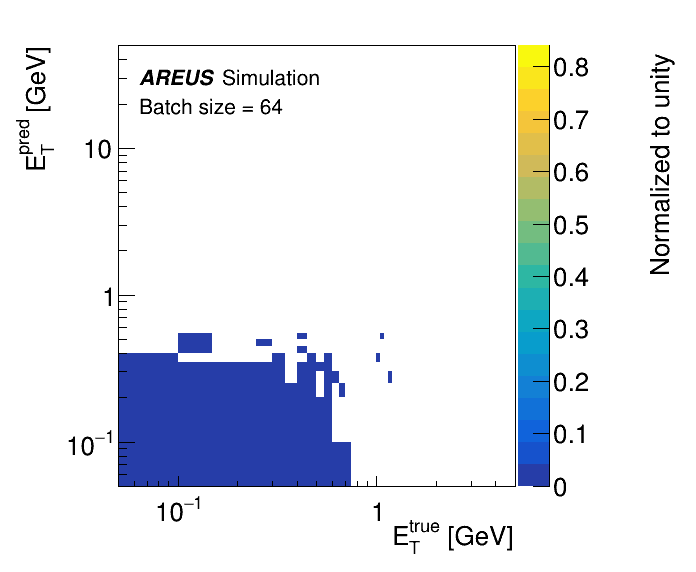 AREUS Simulation
Batch size = 64
E_T^pred [GeV]
10
1
10^−1
10^−1
1
E_T^true [GeV]
0.8
0.7
0.6
0.5
0.4
0.3
0.2
0.1
0
Normalized to unity